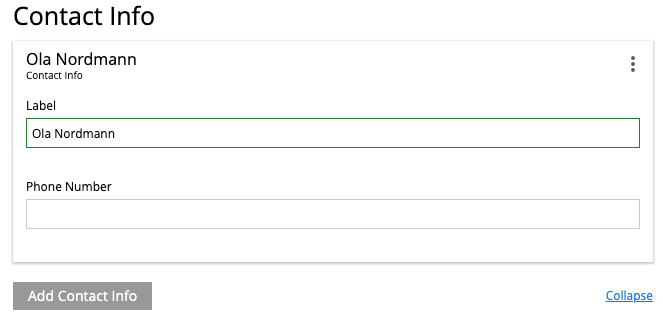 Contact Info
Ola Nordmann
Contact Info
Label
Ola Nordmann
Phone Number
Add Contact Info
Collapse